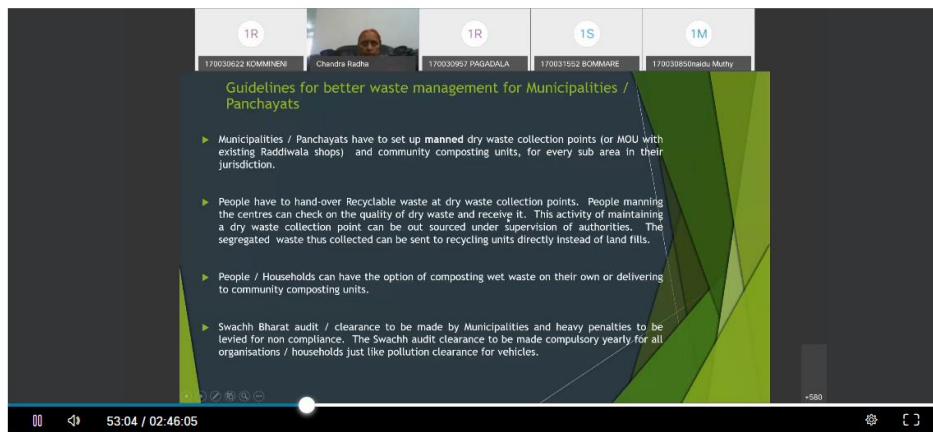 1R
1R
1S
1M
170030622 KOMMINENI
Chandra Radha
170030957 PAGADALA
170031552 BOMMARE
170030850naidu Muthy
Guidelines for better waste management for Municipalities /
Panchayats
Municipalities / Panchayats have to set up manned dry waste collection points (or MOU with
existing Raddiwala shops) and community composting units, for every sub area in their
jurisdiction.
People have to hand-over Recyclable waste at dry waste collection points. People manning
the centres can check on the quality of dry waste and receive it. This activity of maintaining
a dry waste collection point can be out sourced under supervision of authorities. The
segregated waste thus collected can be sent to recycling units directly instead of land fills.
People / Households can have the option of composting wet waste on their own or delivering
to community composting units.
Swachh Bharat audit / clearance to be made by Municipalities and heavy penalties to be
levied for non compliance. The Swachh audit clearance to be made compulsory yearly for all
organisations / households just like pollution clearance for vehicles.
+580
53:04 / 02:46:05